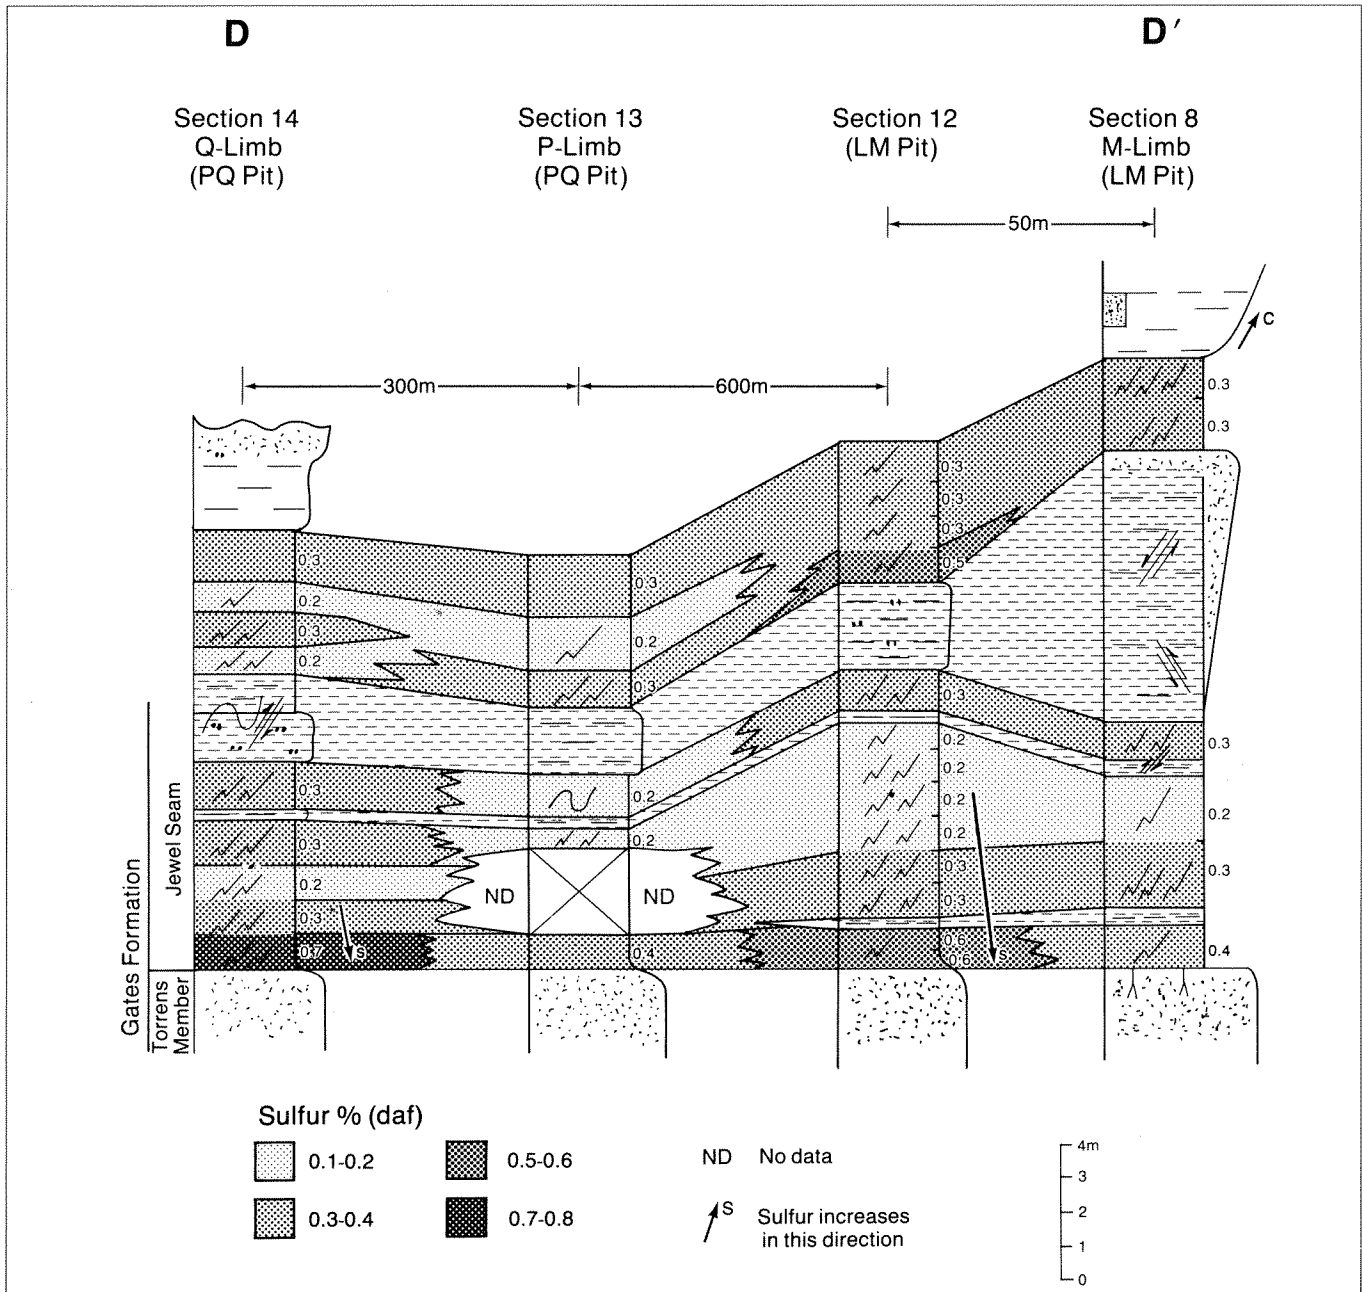 D
D′
Section 14
Q-Limb
(PQ Pit)
Section 13
P-Limb
(PQ Pit)
Section 12
(LM Pit)
Section 8
M-Limb
(LM Pit)
50m
300m
600m
C
0.3
0.2
0.3
0.2
0.3
0.3
0.2
0.3
0.7
S
0.3
0.2
0.3
0.2
0.2
ND
ND
0.4
0.3
0.3
0.3
0.5
0.3
0.2
0.2
0.2
0.2
0.3
0.3
0.6
0.6
S
0.3
0.3
0.3
0.2
0.3
0.4
Gates Formation
Jewel Seam
Torrens
Member
Sulfur % (daf)
0.1-0.2
0.3-0.4
0.5-0.6
0.7-0.8
ND No data
S Sulfur increases
in this direction
4m
3
2
1
0